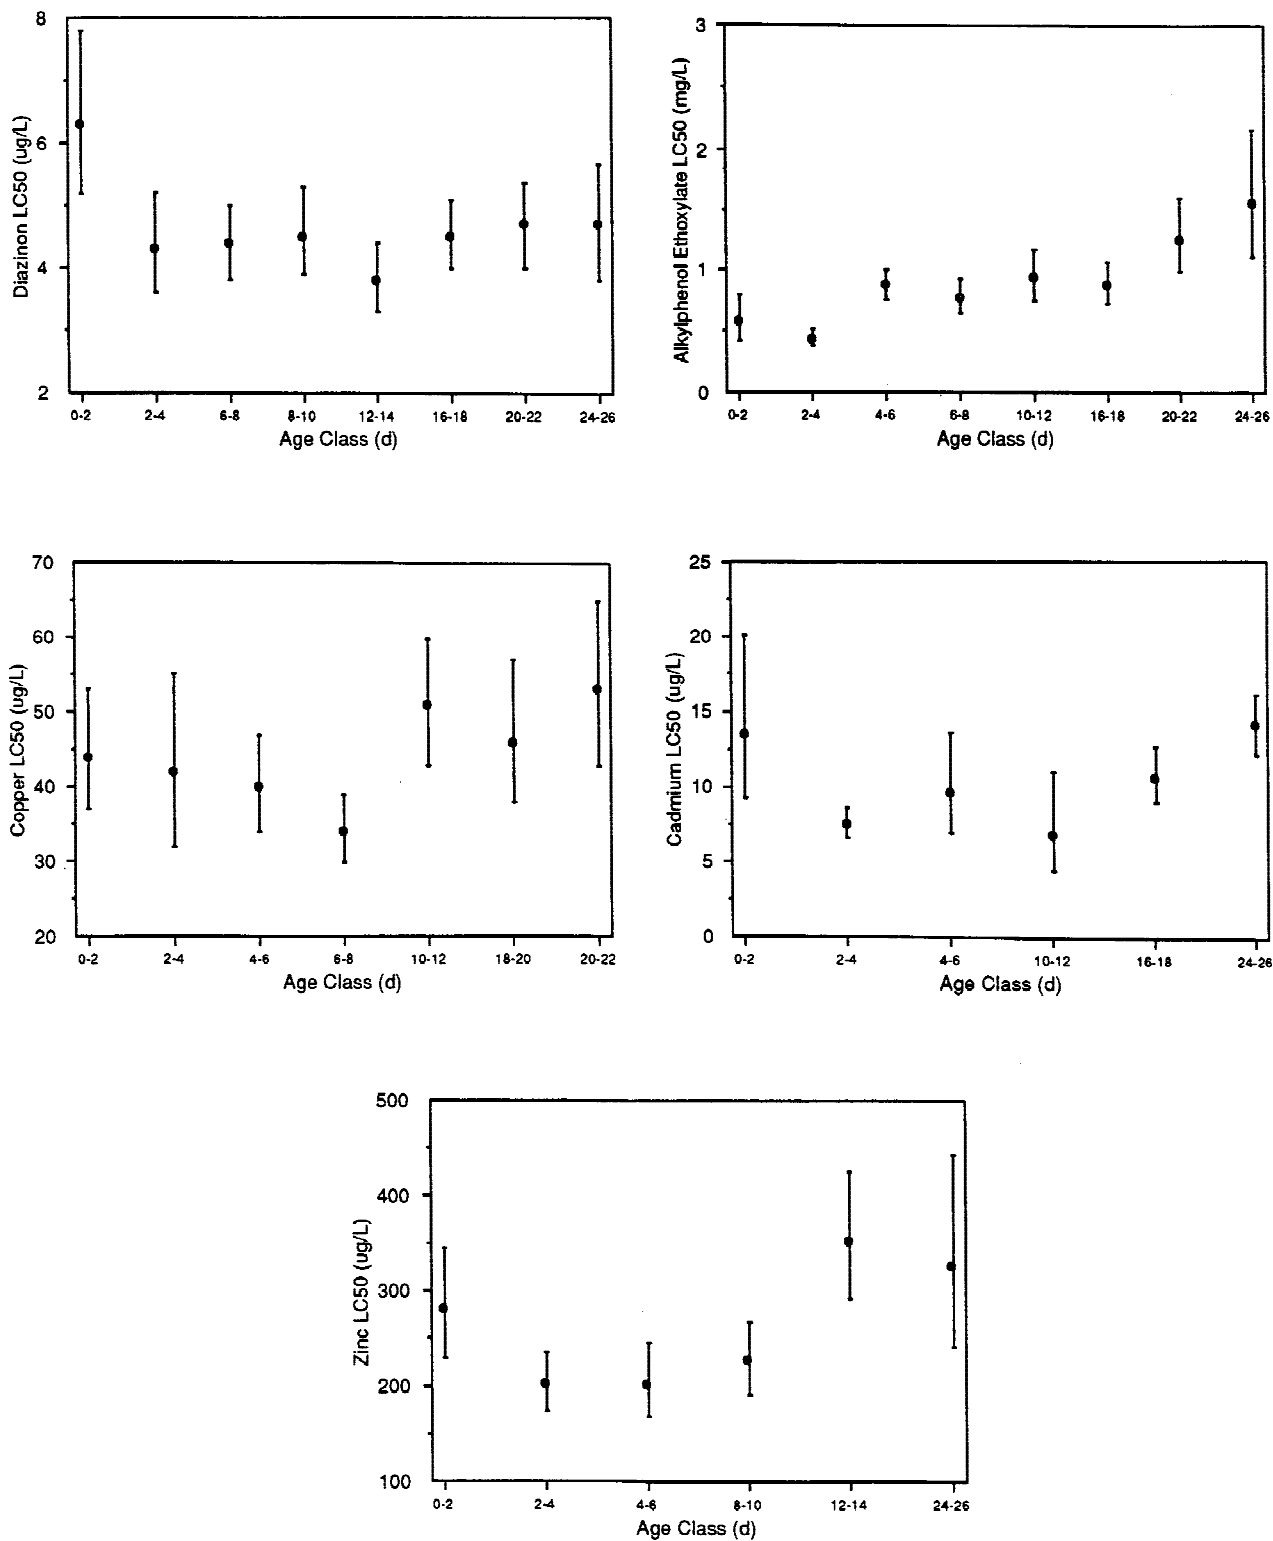 8
6
4
2
Diazinon LC50 (ug/L)
0-2 2-4 6-8 8-10 12-14 16-18 20-22 24-26
Age Class (d)
3
2
1
0
Alkylphenol Ethoxylate LC50 (mg/L)
0-2 2-4 4-6 6-8 10-12 16-18 20-22 24-26
Age Class (d)
70
60
50
40
30
20
Copper LC50 (ug/L)
0-2 2-4 4-6 6-8 10-12 18-20 20-22
Age Class (d)
25
20
15
10
5
0
Cadmium LC50 (ug/L)
0-2 2-4 4-6 10-12 16-18 24-26
Age Class (d)
500
400
300
200
100
Zinc LC50 (ug/L)
0-2 2-4 4-6 8-10 12-14 24-26
Age Class (d)